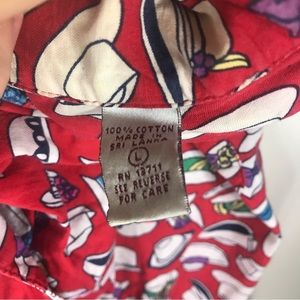 100% COTTON
MADE IN
SRI LANKA
L
RN 13711
SEE REVERSE
FOR CARE